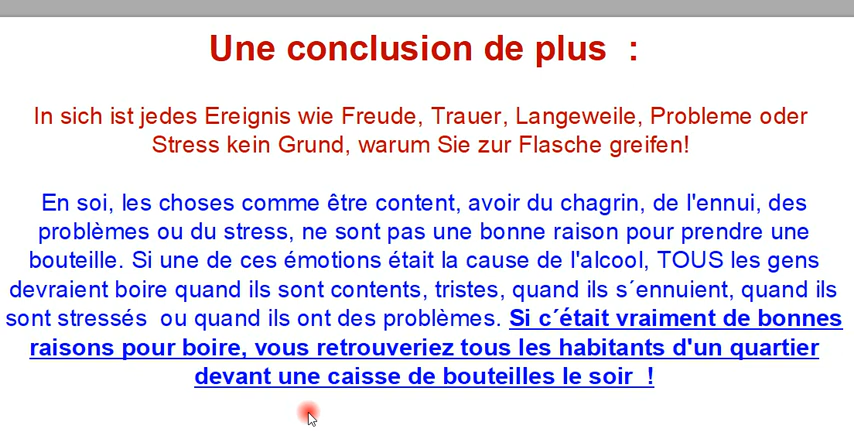 Une conclusion de plus  :
In sich ist jedes Ereignis wie Freude, Trauer, Langeweile, Probleme oder
Stress kein Grund, warum Sie zur Flasche greifen!
En soi, les choses comme être content, avoir du chagrin, de l'ennui, des
problèmes ou du stress, ne sont pas une bonne raison pour prendre une
bouteille. Si une de ces émotions était la cause de l'alcool, TOUS les gens
devraient boire quand ils sont contents, tristes, quand ils s´ennuient, quand ils
sont stressés  ou quand ils ont des problèmes. Si c´était vraiment de bonnes
raisons pour boire, vous retrouveriez tous les habitants d'un quartier
devant une caisse de bouteilles le soir  !